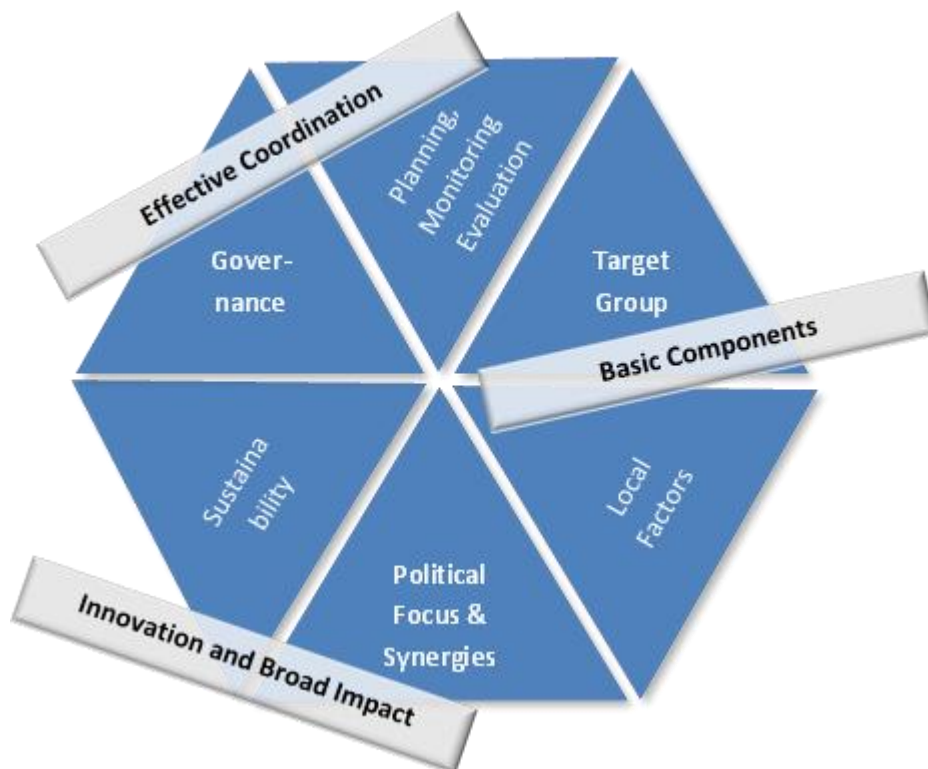 Effective Coordination
Planning,
Monitoring
Evaluation
Gover-
nance
Target
Group
Basic Components
Sustaina
bility
Local
Factors
Political
Focus &
Synergies
Innovation and Broad Impact